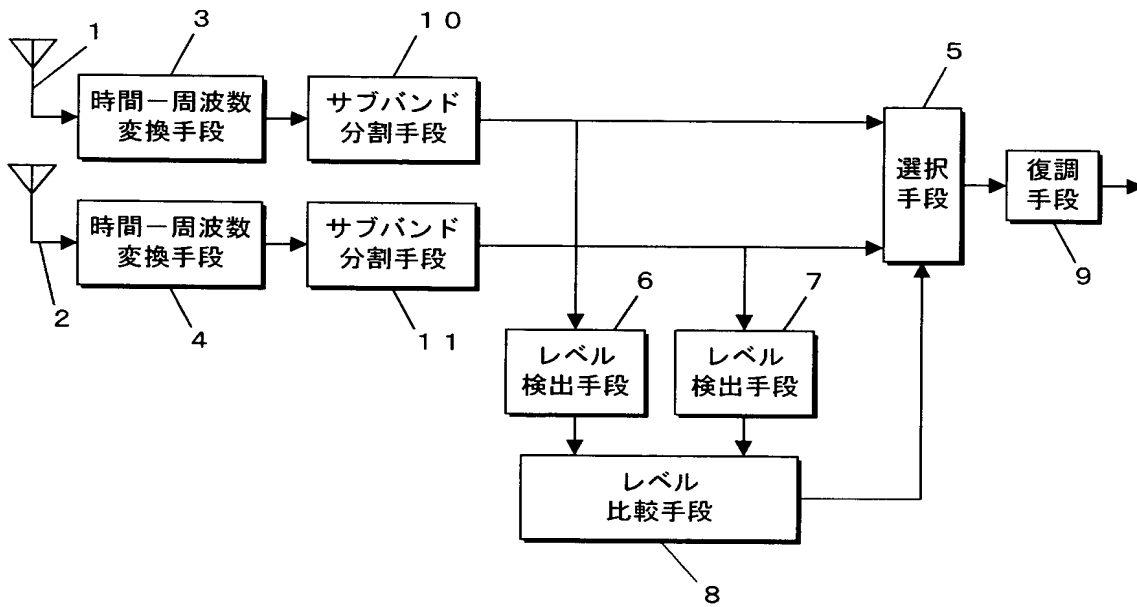 1
3
10
5
時間－周波数
変換手段
サブバンド
分割手段
選択
手段
復調
手段
9
時間－周波数
変換手段
サブバンド
分割手段
2
4
11
6
7
レベル
検出手段
レベル
検出手段
レベル
比較手段
8